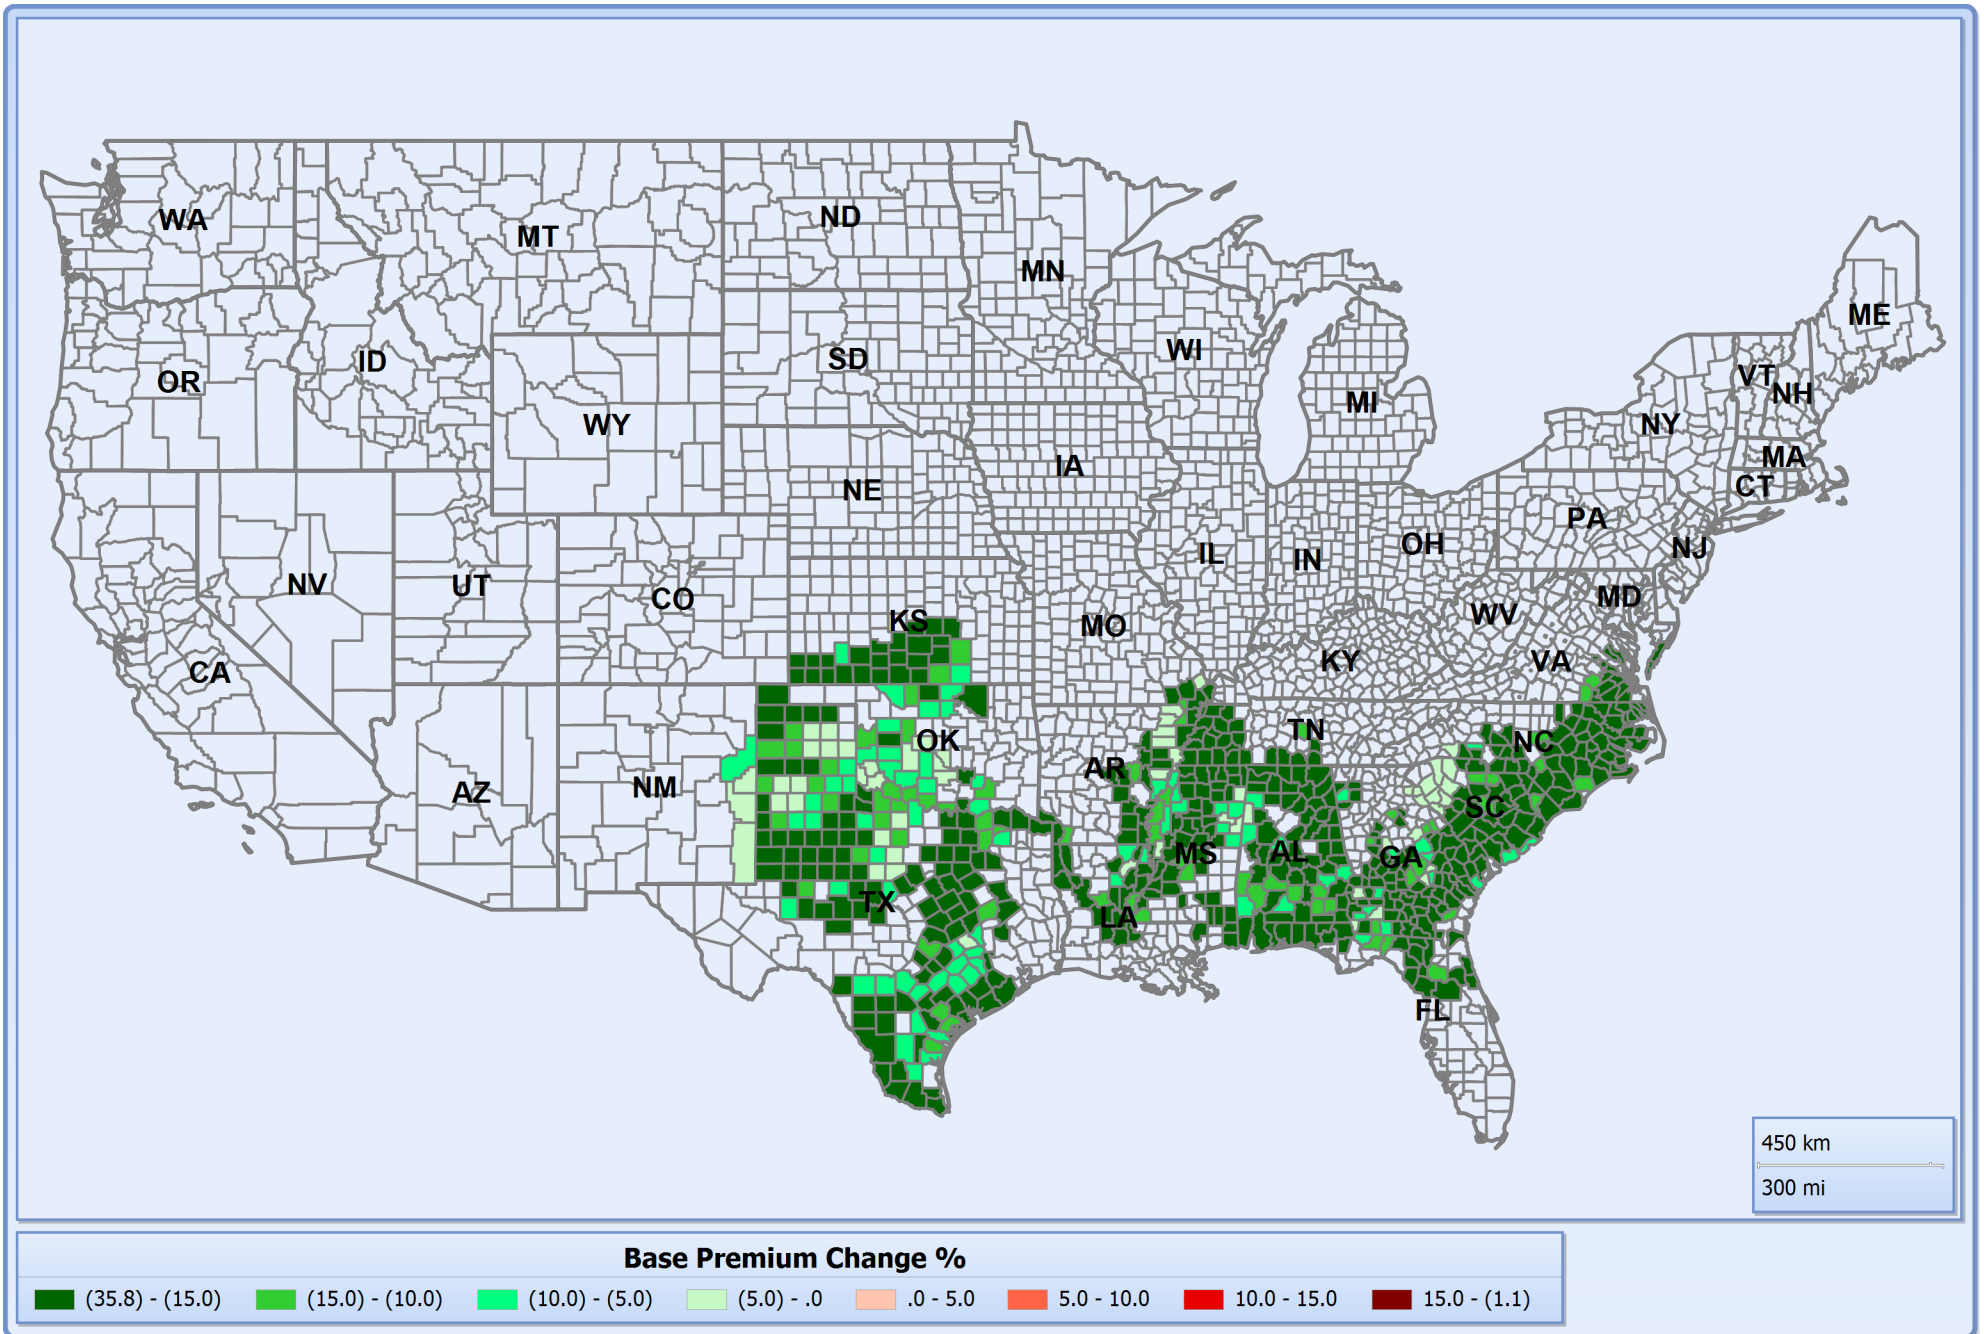 WA
MT
ND
MN
ME
OR
ID
SD
WI
VT
NH
WY
MI
NY
IA
MA
NE
CT
PA
NV
UT
CO
IL
IN
OH
NJ
KS
MO
WV
MD
CA
KY
VA
AZ
NM
OK
AR
TN
NC
SC
TX
LA
MS
AL
GA
FL
450 km
300 mi
Base Premium Change %
(35.8) - (15.0) (15.0) - (10.0) (10.0) - (5.0) (5.0) - .0 .0 - 5.0 5.0 - 10.0 10.0 - 15.0 15.0 - (1.1)